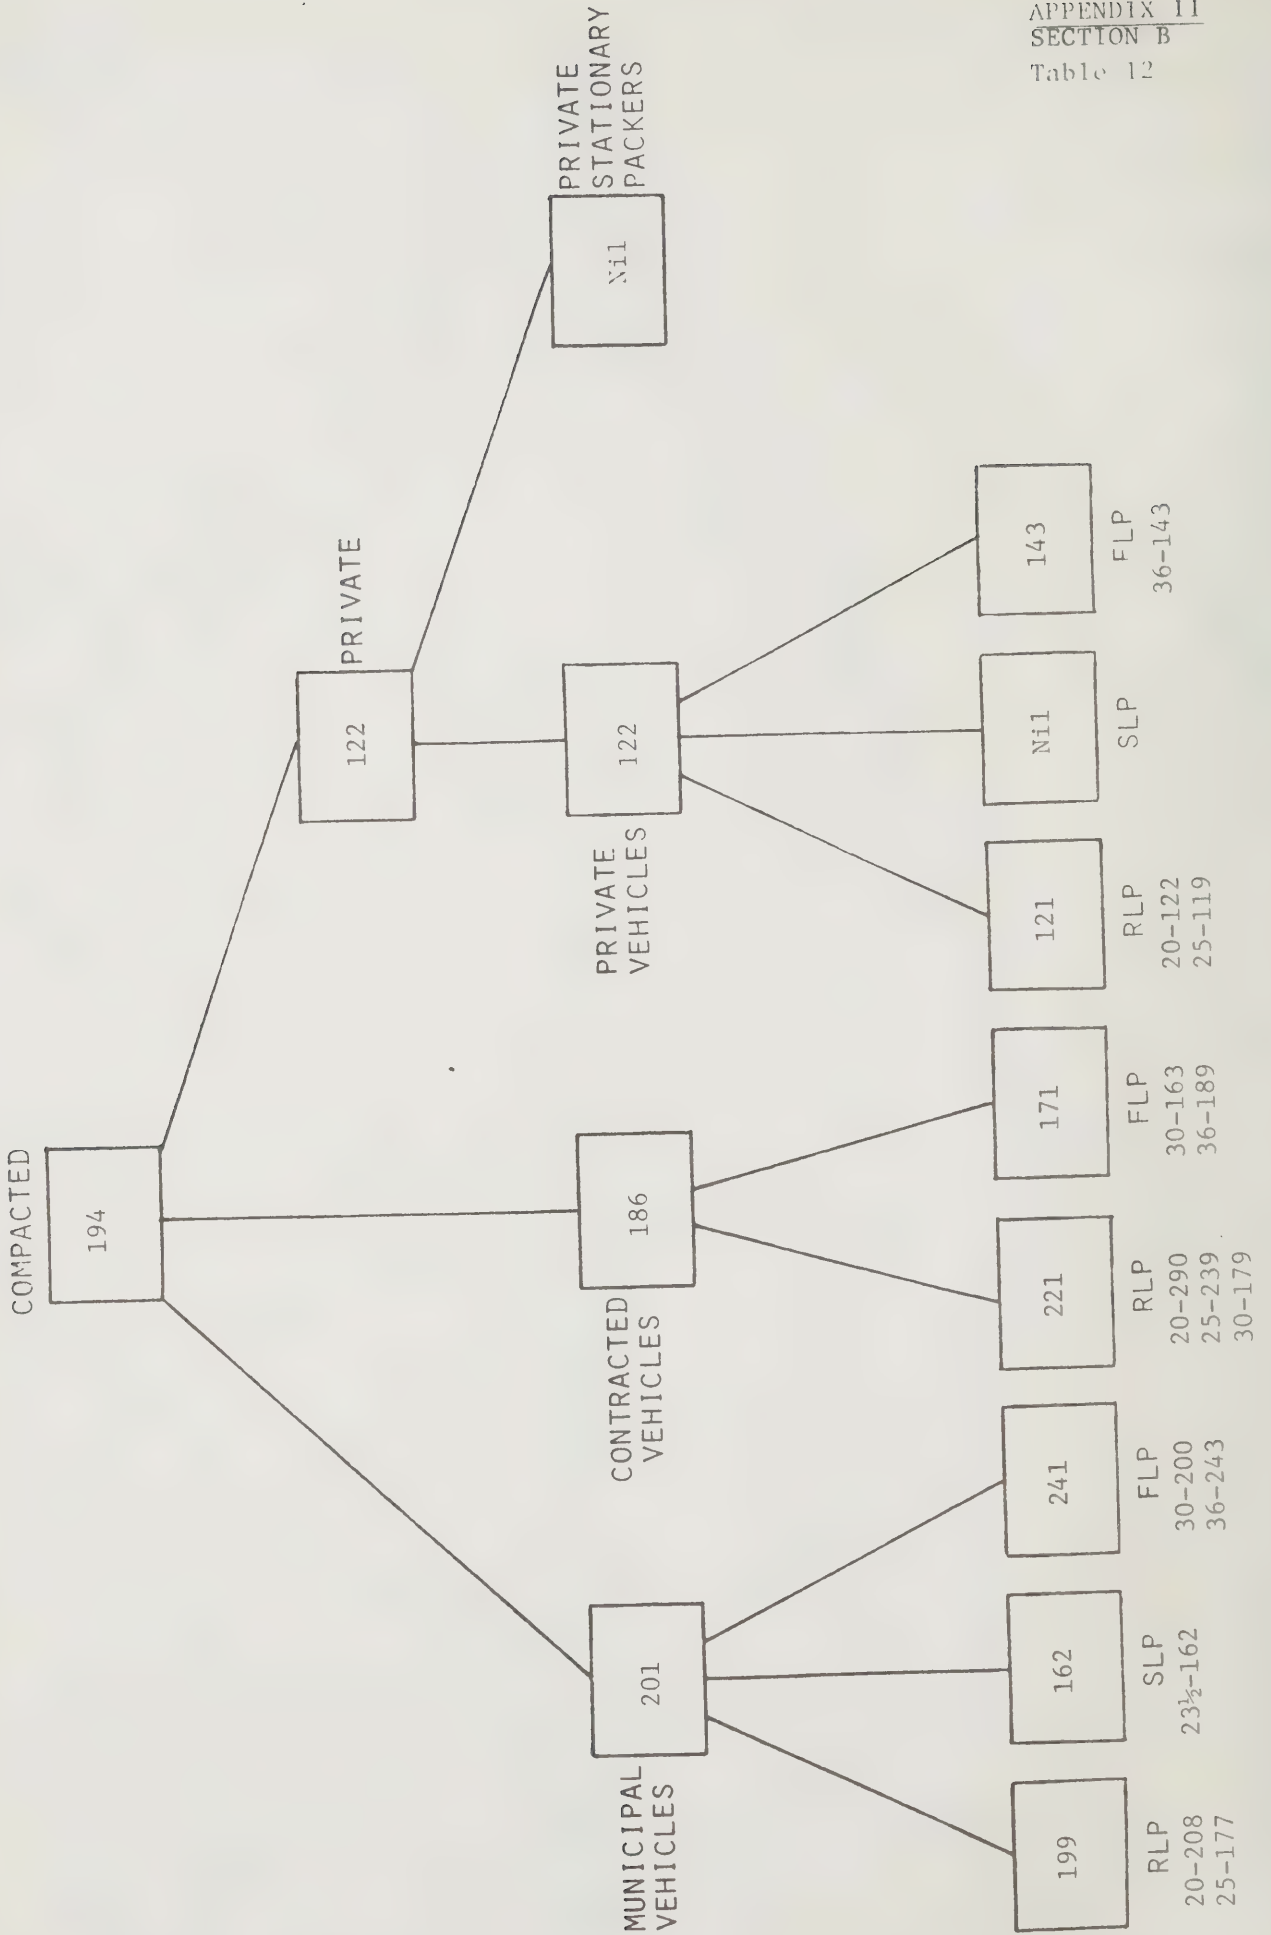 APPENDIX II
SECTION B
Table 12
COMPACTED
194
PRIVATE
122
MUNICIPAL
VEHICLES
201
CONTRACTED
VEHICLES
186
PRIVATE
VEHICLES
122
PRIVATE
STATIONARY
PACKERS
Nil
199
RLP
20-208
25-177
162
SLP
23½-162
241
FLP
30-200
36-243
221
RLP
20-290
25-239
30-179
171
FLP
30-163
36-189
121
RLP
20-122
25-119
Nil
SLP
143
FLP
36-143